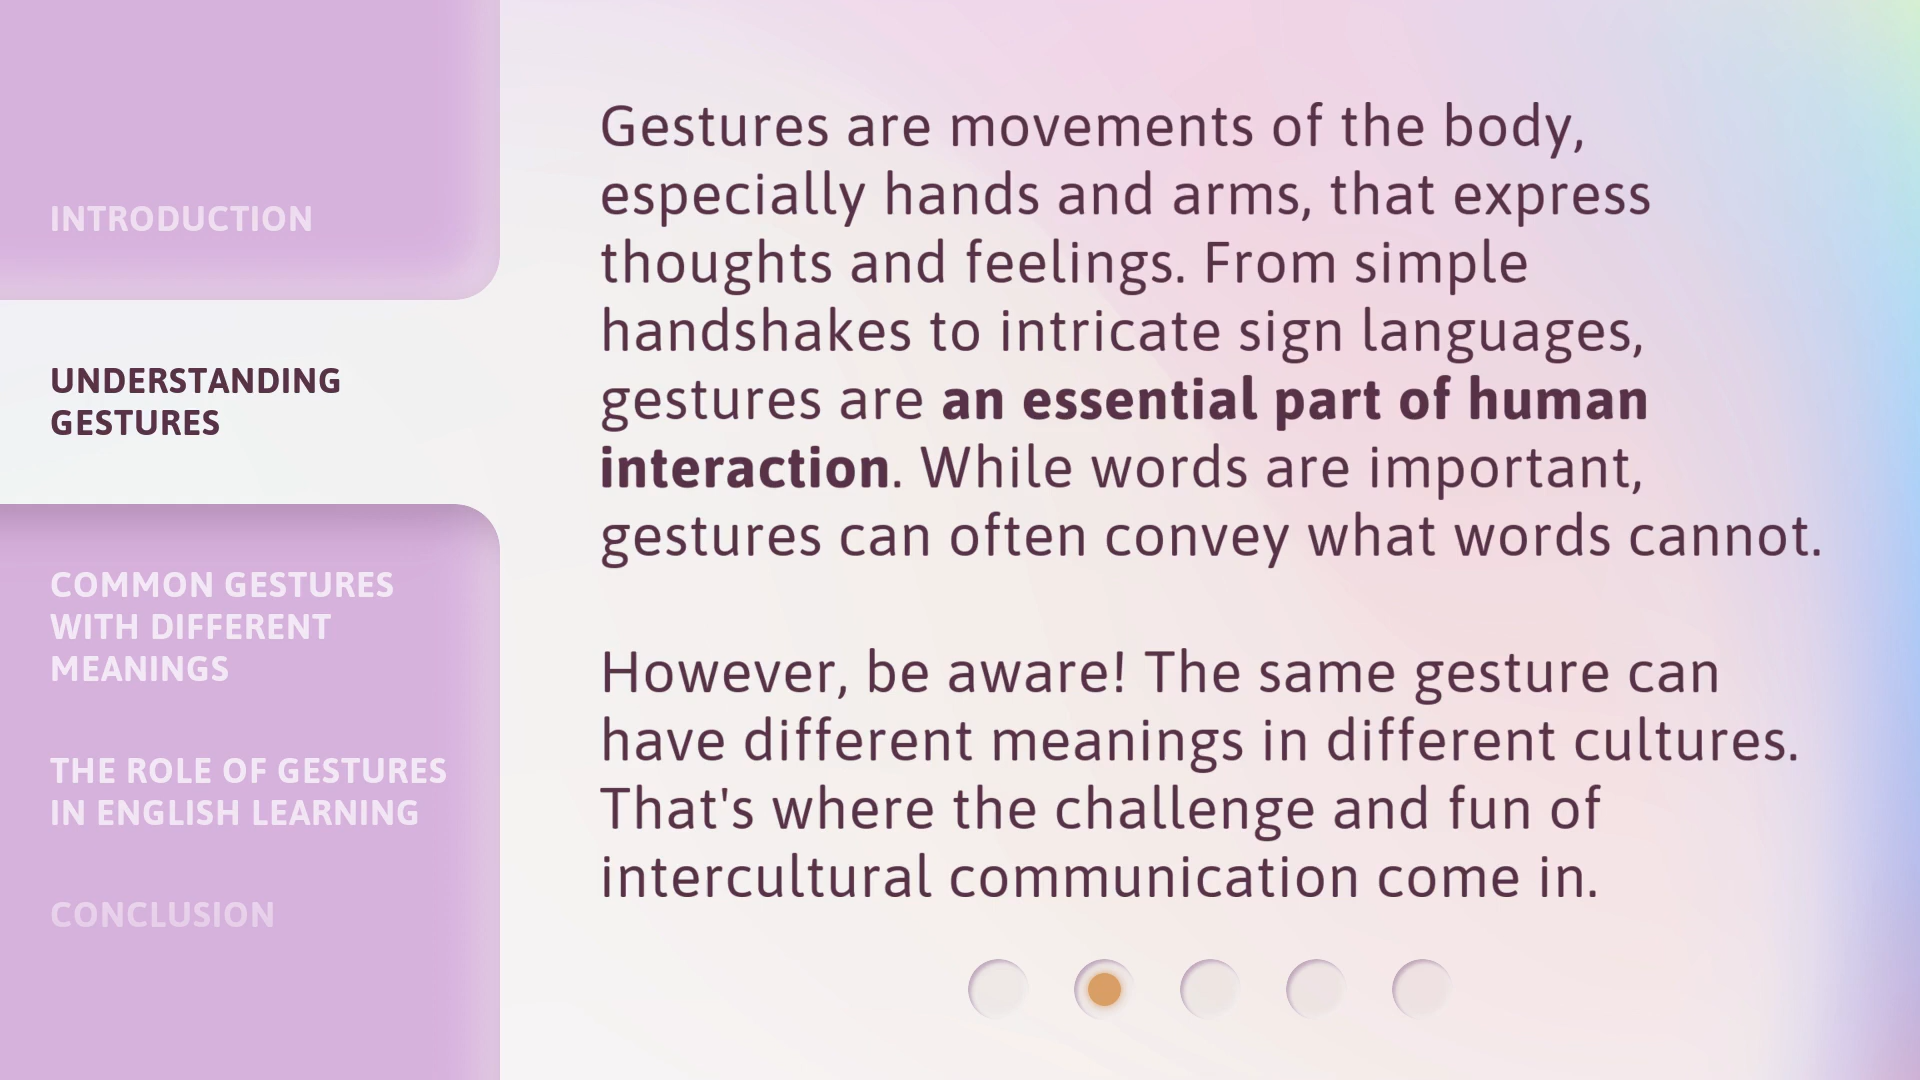 INTRODUCTION
UNDERSTANDING
GESTURES
COMMON GESTURES
WITH DIFFERENT
MEANINGS
THE ROLE OF GESTURES
IN ENGLISH LEARNING
CONCLUSION
Gestures are movements of the body,
especially hands and arms, that express
thoughts and feelings. From simple
handshakes to intricate sign languages,
gestures are an essential part of human
interaction. While words are important,
gestures can often convey what words cannot.
However, be aware! The same gesture can
have different meanings in different cultures.
That's where the challenge and fun of
intercultural communication come in.